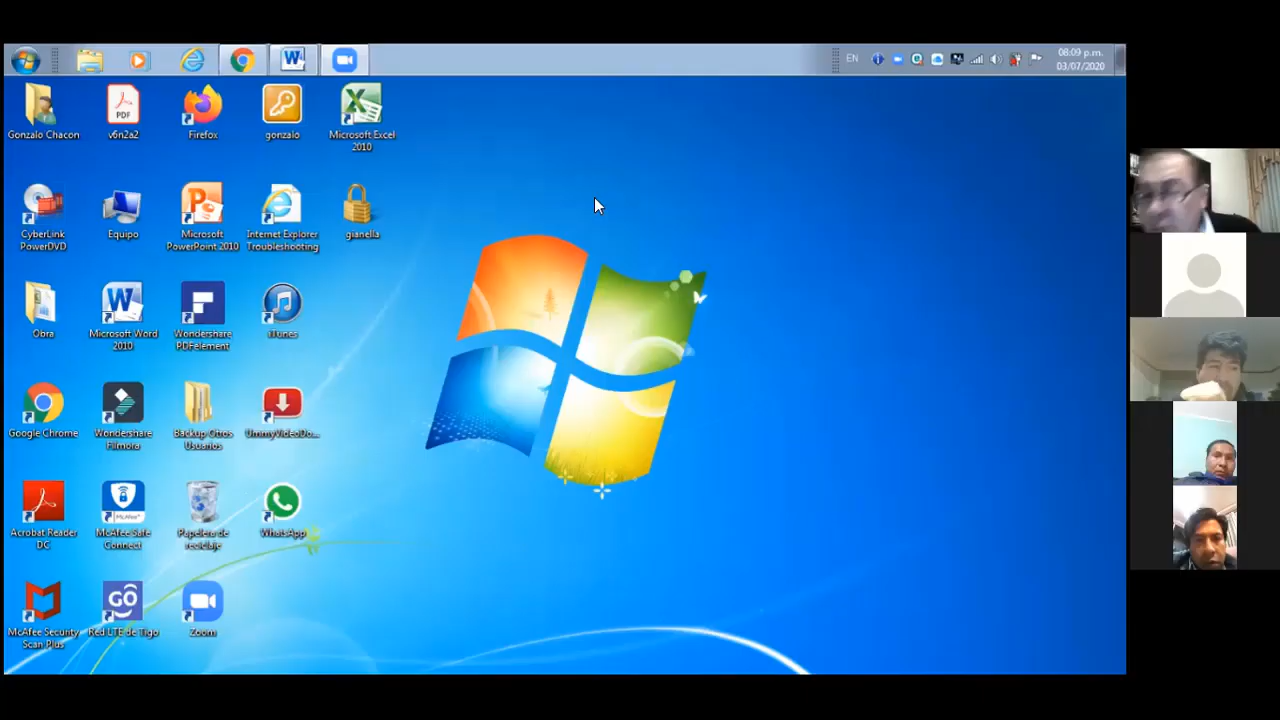 EN
08:09 p.m.
03/07/2020
Gonzalo Chacon
PDF
v6n2a2
Firefox
gonzalo
Microsoft Excel
2010
CyberLink
PowerDVD
Equipo
Microsoft
PowerPoint 2010
Internet Explorer
Troubleshooting
gianella
Obra
Microsoft Word
2010
Wondershare
PDFelement
iTunes
Google Chrome
Wondershare
Filmora
Backup Otros
Usuarios
UmmyVideoDo...
Acrobat Reader
DC
McAfee Safe
Connect
Papelera de
reciclaje
WhatsApp
McAfee Security
Scan Plus
GO
Red LTE de Tigo
Zoom